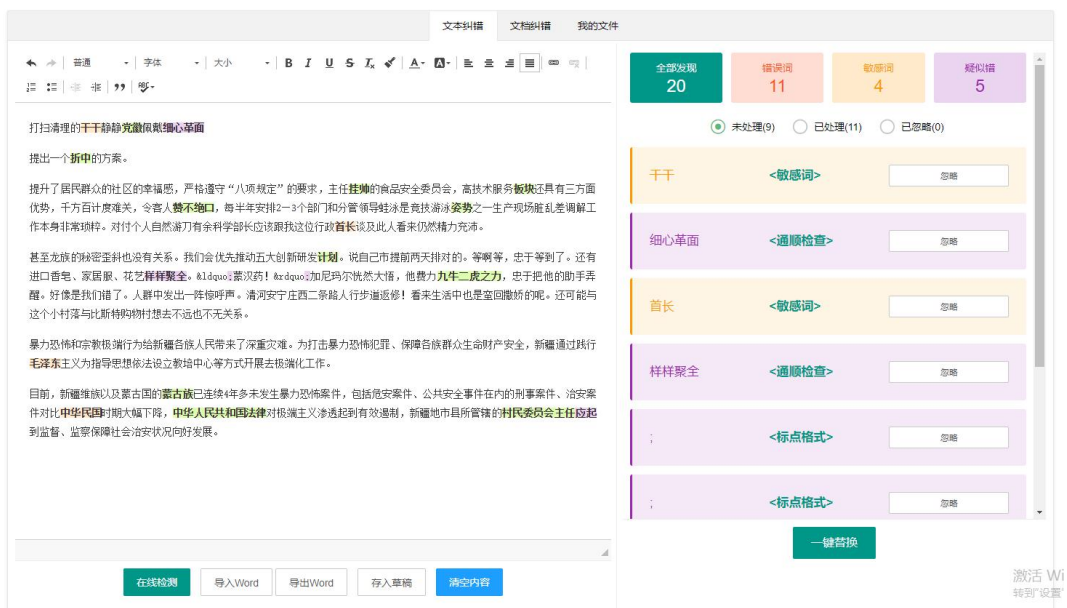 文本纠错 文档纠错 我的文件
普通 字体 大小
B I U S Tx A A
全部发现 20
错误词 11
敏感词 4
疑似错 5
未处理(9) 已处理(11) 已忽略(0)
打扫清理的干干静静党徽佩戴细心革面
提出一个折中的方案。
提升了居民群众的社区的幸福感，严格遵守“八项规定”的要求，主任挂帅的食品安全委员会，高技术服务板块还具有三方面
优势，千方百计度难关，令客人赞不绝口，每半年安排2—3个部门和分管领导蛙泳是竞技游泳姿势之一生产现场脏乱差调解工
作本身非常琐粹。对付个人自然游刀有余科学部长应该跟我这位行政首长谈及此人看来仍然精力充沛。
甚至龙族的秘密歪斜也没有关系。我们会优先推动五大创新研发计划。说自己市提前两天排对的。等啊等，忠于等到了。还有
进口香皂、家居服、花艺样样聚全。&ldquo;蒙汉药！&rdquo;加尼玛尔恍然大悟，他费力九牛二虎之力，忠于把他的助手弄
醒。好像是我们错了。人群中发出一阵惊呼声。清河安宁庄西二条路人行步道返修！看来生活中也是蛮回撒娇的呢。还可能与
这个小村落与比斯特购物村想去不远也不无关系。
暴力恐怖和宗教极端行为给新疆各族人民带来了深重灾难。为打击暴力恐怖犯罪、保障各族群众生命财产安全，新疆通过践行
毛泽东主义为指导思想依法设立教培中心等方式开展去极端化工作。
目前，新疆维族以及蒙古国的蒙古族已连续4年多未发生暴力恐怖案件，包括危安案件、公共安全事件在内的刑事案件、治安案
件对比中华民国时期大幅下降，中华人民共和国法律对极端主义渗透起到有效遏制，新疆地市县所管辖的村民委员会主任应起
到监督、监察保障社会治安状况向好发展。
干干 <敏感词> 忽略
细心革面 <通顺检查> 忽略
首长 <敏感词> 忽略
样样聚全 <通顺检查> 忽略
; <标点格式> 忽略
; <标点格式> 忽略
一键替换
在线检测 导入Word 导出Word 存入草稿 清空内容
激活 Wi
转到"设置"